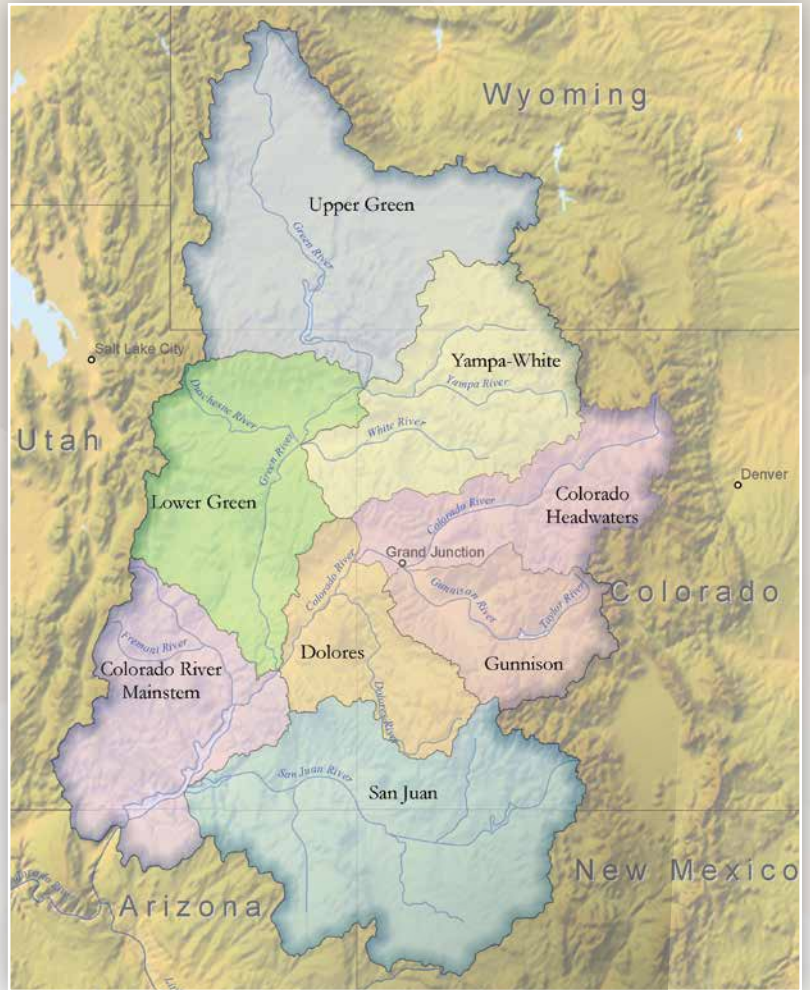 Wyoming
Upper Green
Green River
Salt Lake City
Yampa-White
Yampa River
Duchesne River
White River
Utah
Green River
Denver
Lower Green
Colorado
Headwaters
Colorado River
Grand Junction
Colorado River
Gunnison River
Taylor River
Colorado
Fremont River
Dolores
Gunnison
Colorado River
Mainstem
Dolores River
San Juan River
San Juan
New Mexico
Colorado River
Arizona